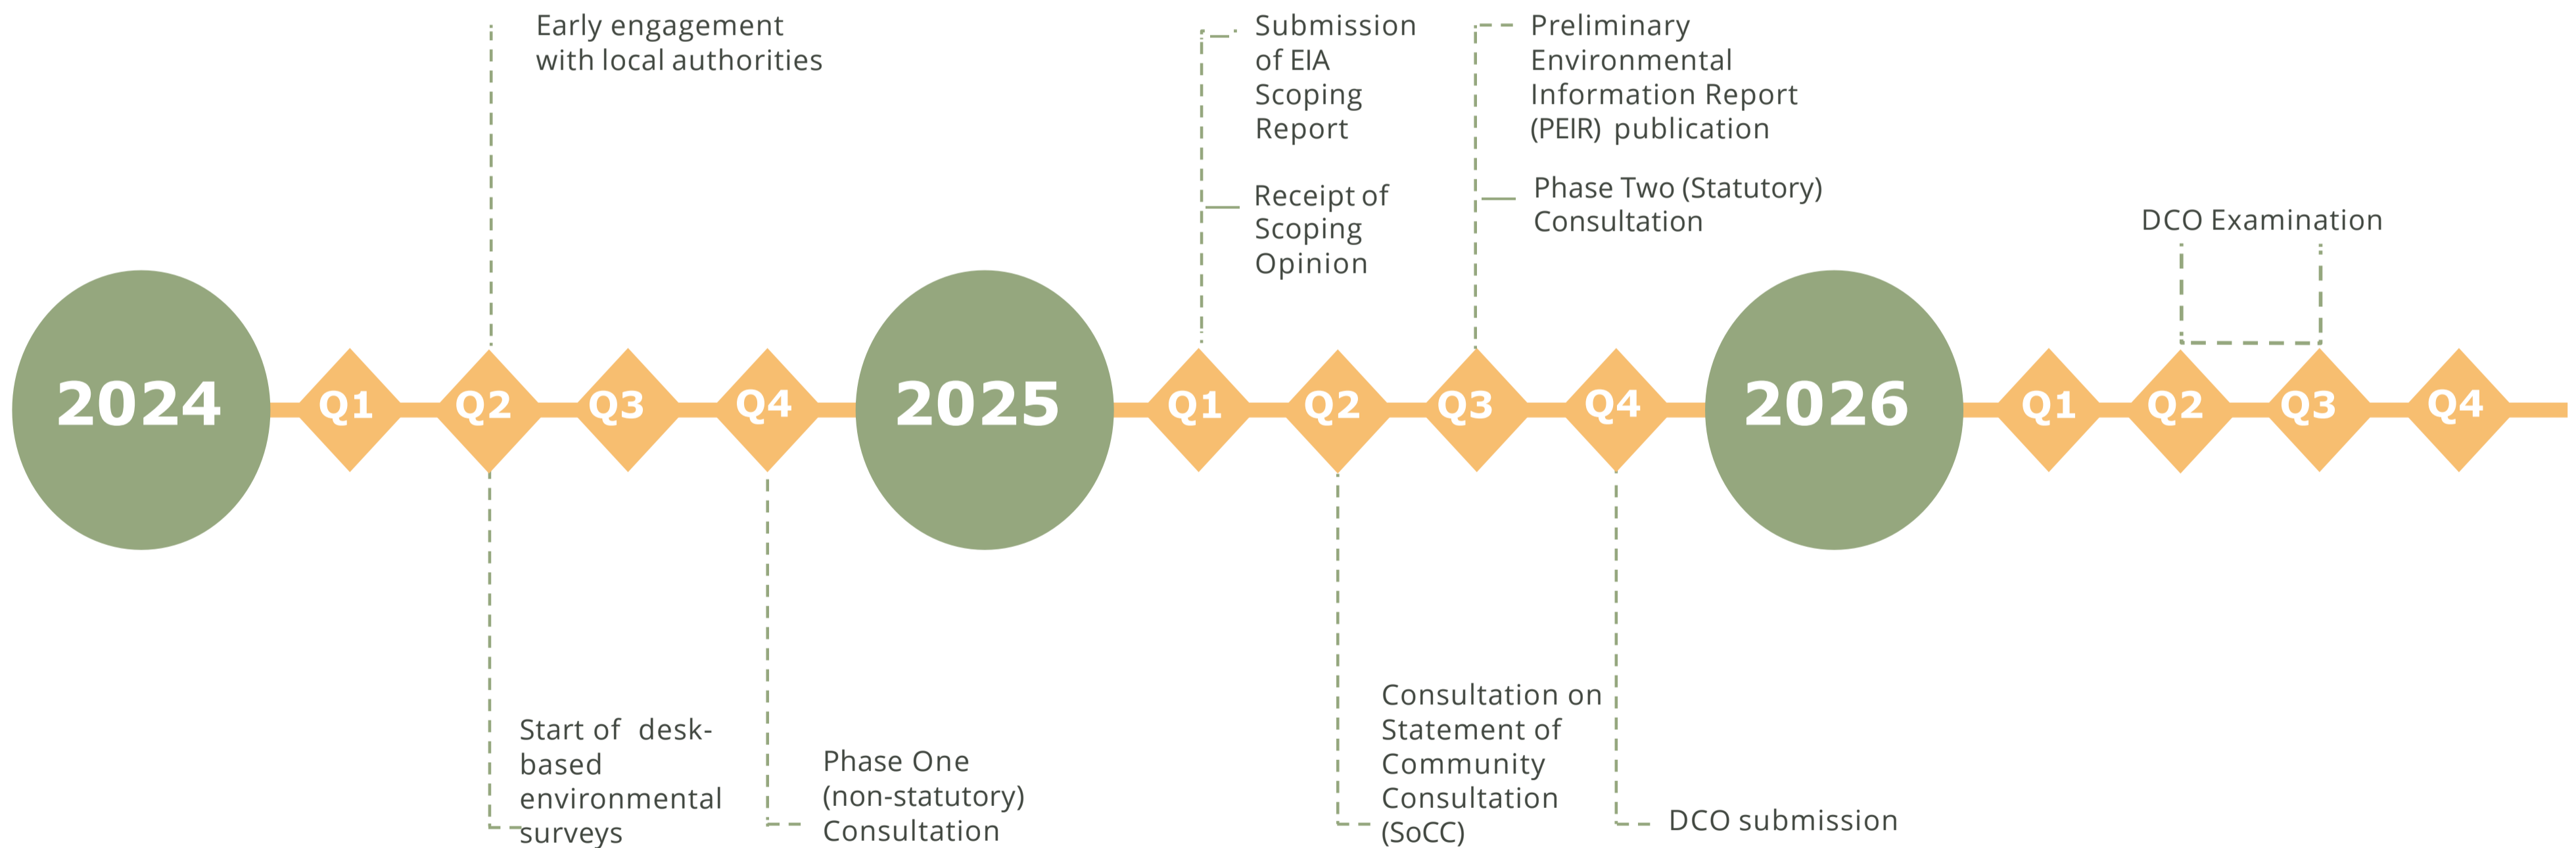 Early engagement
with local authorities
Submission
of EIA
Scoping
Report
Receipt of
Scoping
Opinion
Preliminary
Environmental
Information Report
(PEIR) publication
Phase Two (Statutory)
Consultation
DCO Examination
2024
Q1
Q2
Q3
Q4
2025
Q1
Q2
Q3
Q4
2026
Q1
Q2
Q3
Q4
Start of desk-
based
environmental
surveys
Phase One
(non-statutory)
Consultation
Consultation on
Statement of
Community
Consultation
(SoCC)
DCO submission